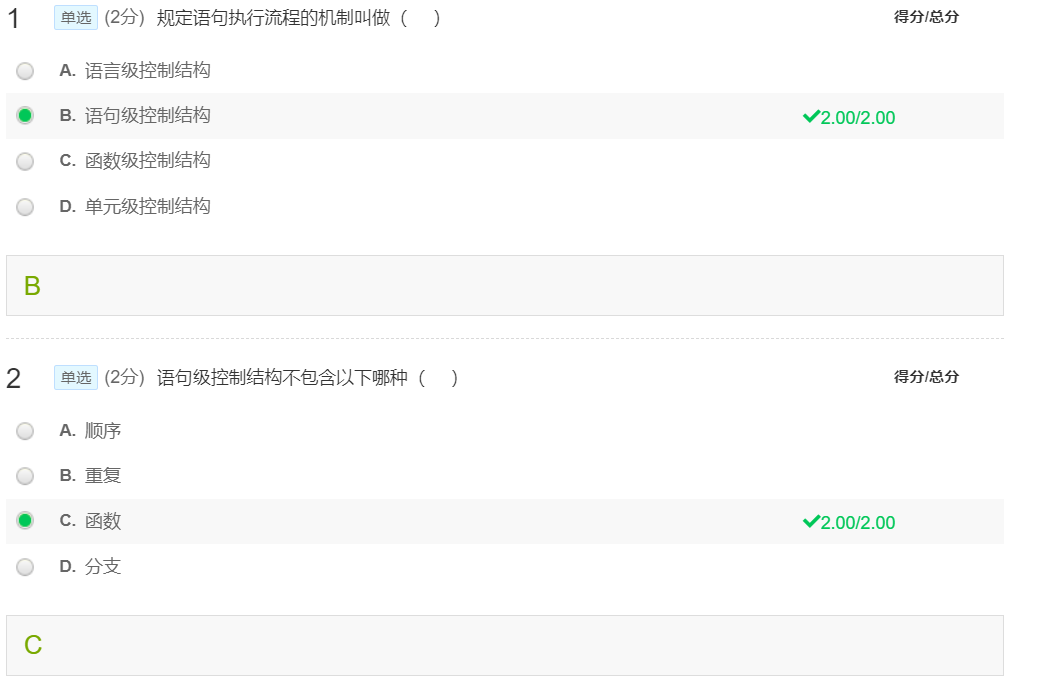 1 单选 (2分) 规定语句执行流程的机制叫做（　） 得分/总分
A. 语言级控制结构
B. 语句级控制结构 2.00/2.00
C. 函数级控制结构
D. 单元级控制结构
B
2 单选 (2分) 语句级控制结构不包含以下哪种（　） 得分/总分
A. 顺序
B. 重复
C. 函数 2.00/2.00
D. 分支
C